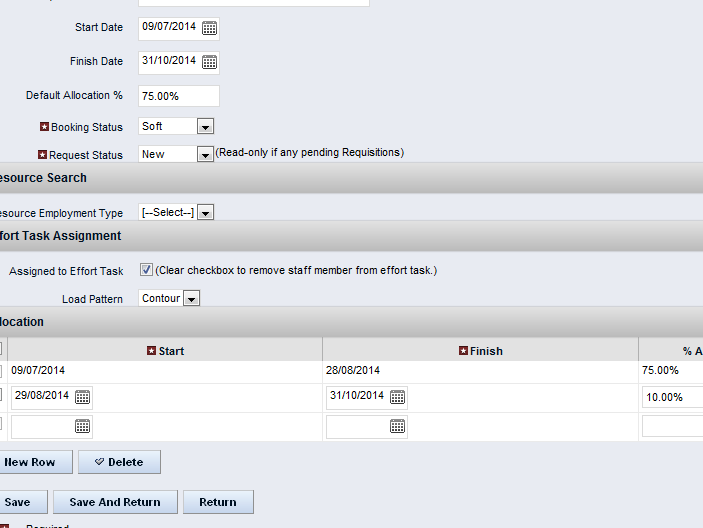 Start Date 09/07/2014
Finish Date 31/10/2014
Default Allocation % 75.00%
Booking Status Soft
Request Status New (Read-only if any pending Requisitions)
esource Search
esource Employment Type [--Select--]
ffort Task Assignment
Assigned to Effort Task (Clear checkbox to remove staff member from effort task.)
Load Pattern Contour
location
Start Finish % A
09/07/2014 28/08/2014 75.00%
29/08/2014 31/10/2014 10.00%
New Row Delete
Save Save And Return Return
Required